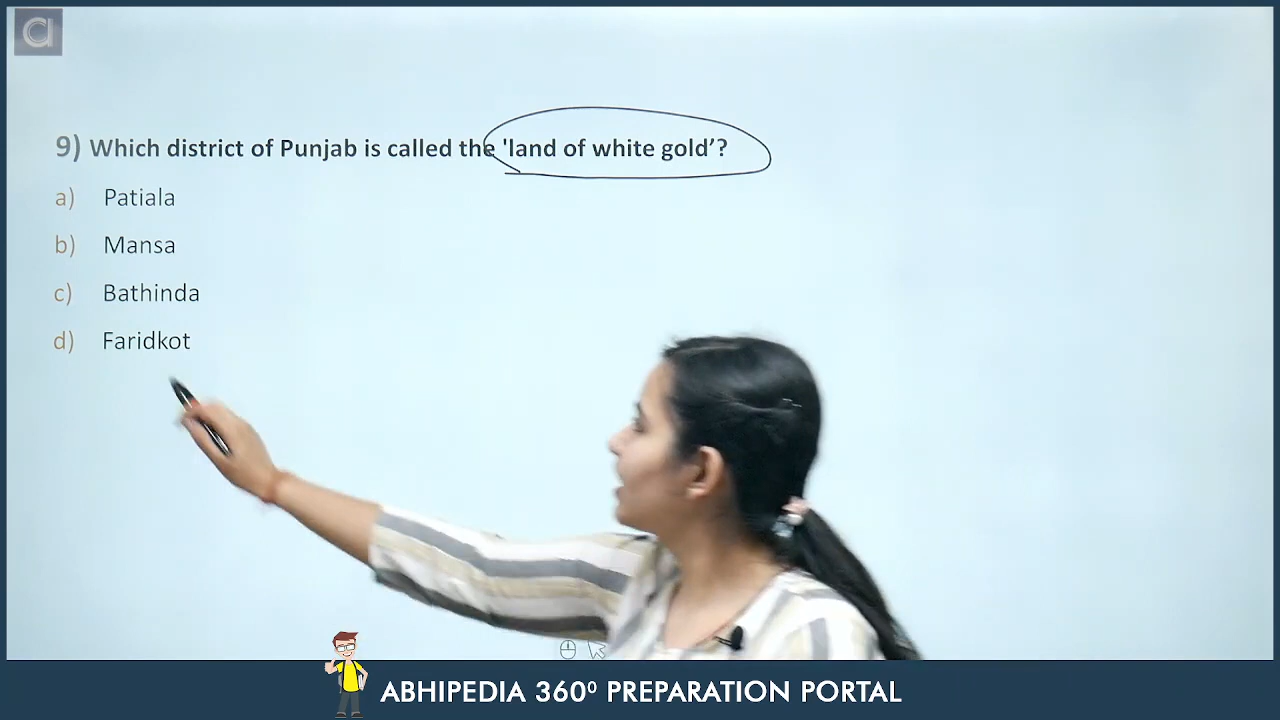 a
9) Which district of Punjab is called the 'land of white gold’?
a) Patiala
b) Mansa
c) Bathinda
d) Faridkot
ABHIPEDIA 360⁰ PREPARATION PORTAL